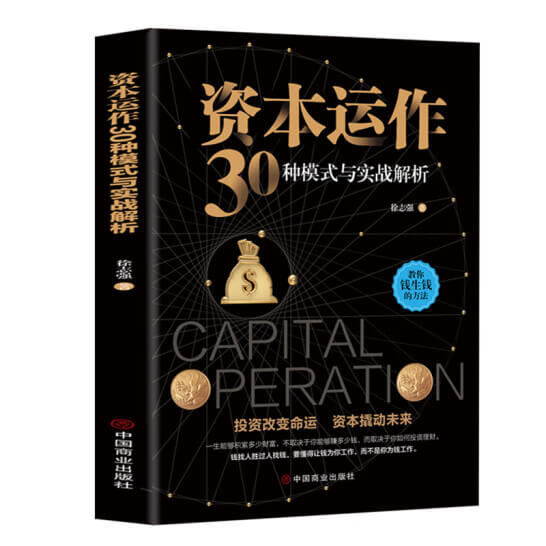 资本运作30种模式与实战解析
徐志强 著
中国商业出版社
资本运作
30种模式与实战解析
徐志强 著
教你
钱生钱
的方法
CAPITAL
OPERATION
投资改变命运 资本撬动未来
一生能够积累多少财富，不取决于你能够赚多少钱，而取决于你如何投资理财。
钱找人胜过人找钱，要懂得让钱为你工作，而不是你为钱工作。
中国商业出版社